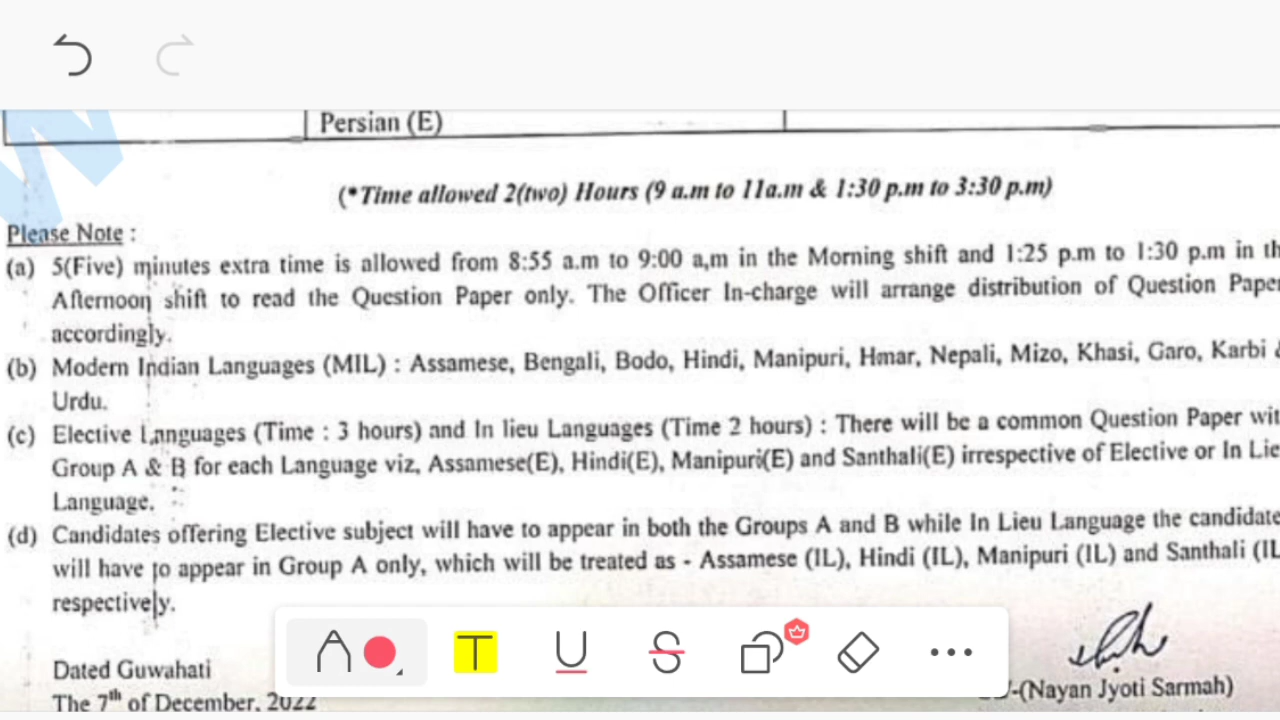 Persian (E)
(*Time allowed 2(two) Hours (9 a.m to 11a.m & 1:30 p.m to 3:30 p.m)
Please Note :
(a) 5(Five) minutes extra time is allowed from 8:55 a.m to 9:00 a,m in the Morning shift and 1:25 p.m to 1:30 p.m in th
Afternoon shift to read the Question Paper only. The Officer In-charge will arrange distribution of Question Paper
accordingly.
(b) Modern Indian Languages (MIL) : Assamese, Bengali, Bodo, Hindi, Manipuri, Hmar, Nepali, Mizo, Khasi, Garo, Karbi &
Urdu.
(c) Elective Languages (Time : 3 hours) and In lieu Languages (Time 2 hours) : There will be a common Question Paper wit
Group A & B for each Language viz, Assamese(E), Hindi(E), Manipuri(E) and Santhali(E) irrespective of Elective or In Lie
Language.
(d) Candidates offering Elective subject will have to appear in both the Groups A and B while In Lieu Language the candidate
will have to appear in Group A only, which will be treated as - Assamese (IL), Hindi (IL), Manipuri (IL) and Santhali (IL
respectively.
Dated Guwahati
The 7th of December, 2022
-(Nayan Jyoti Sarmah)